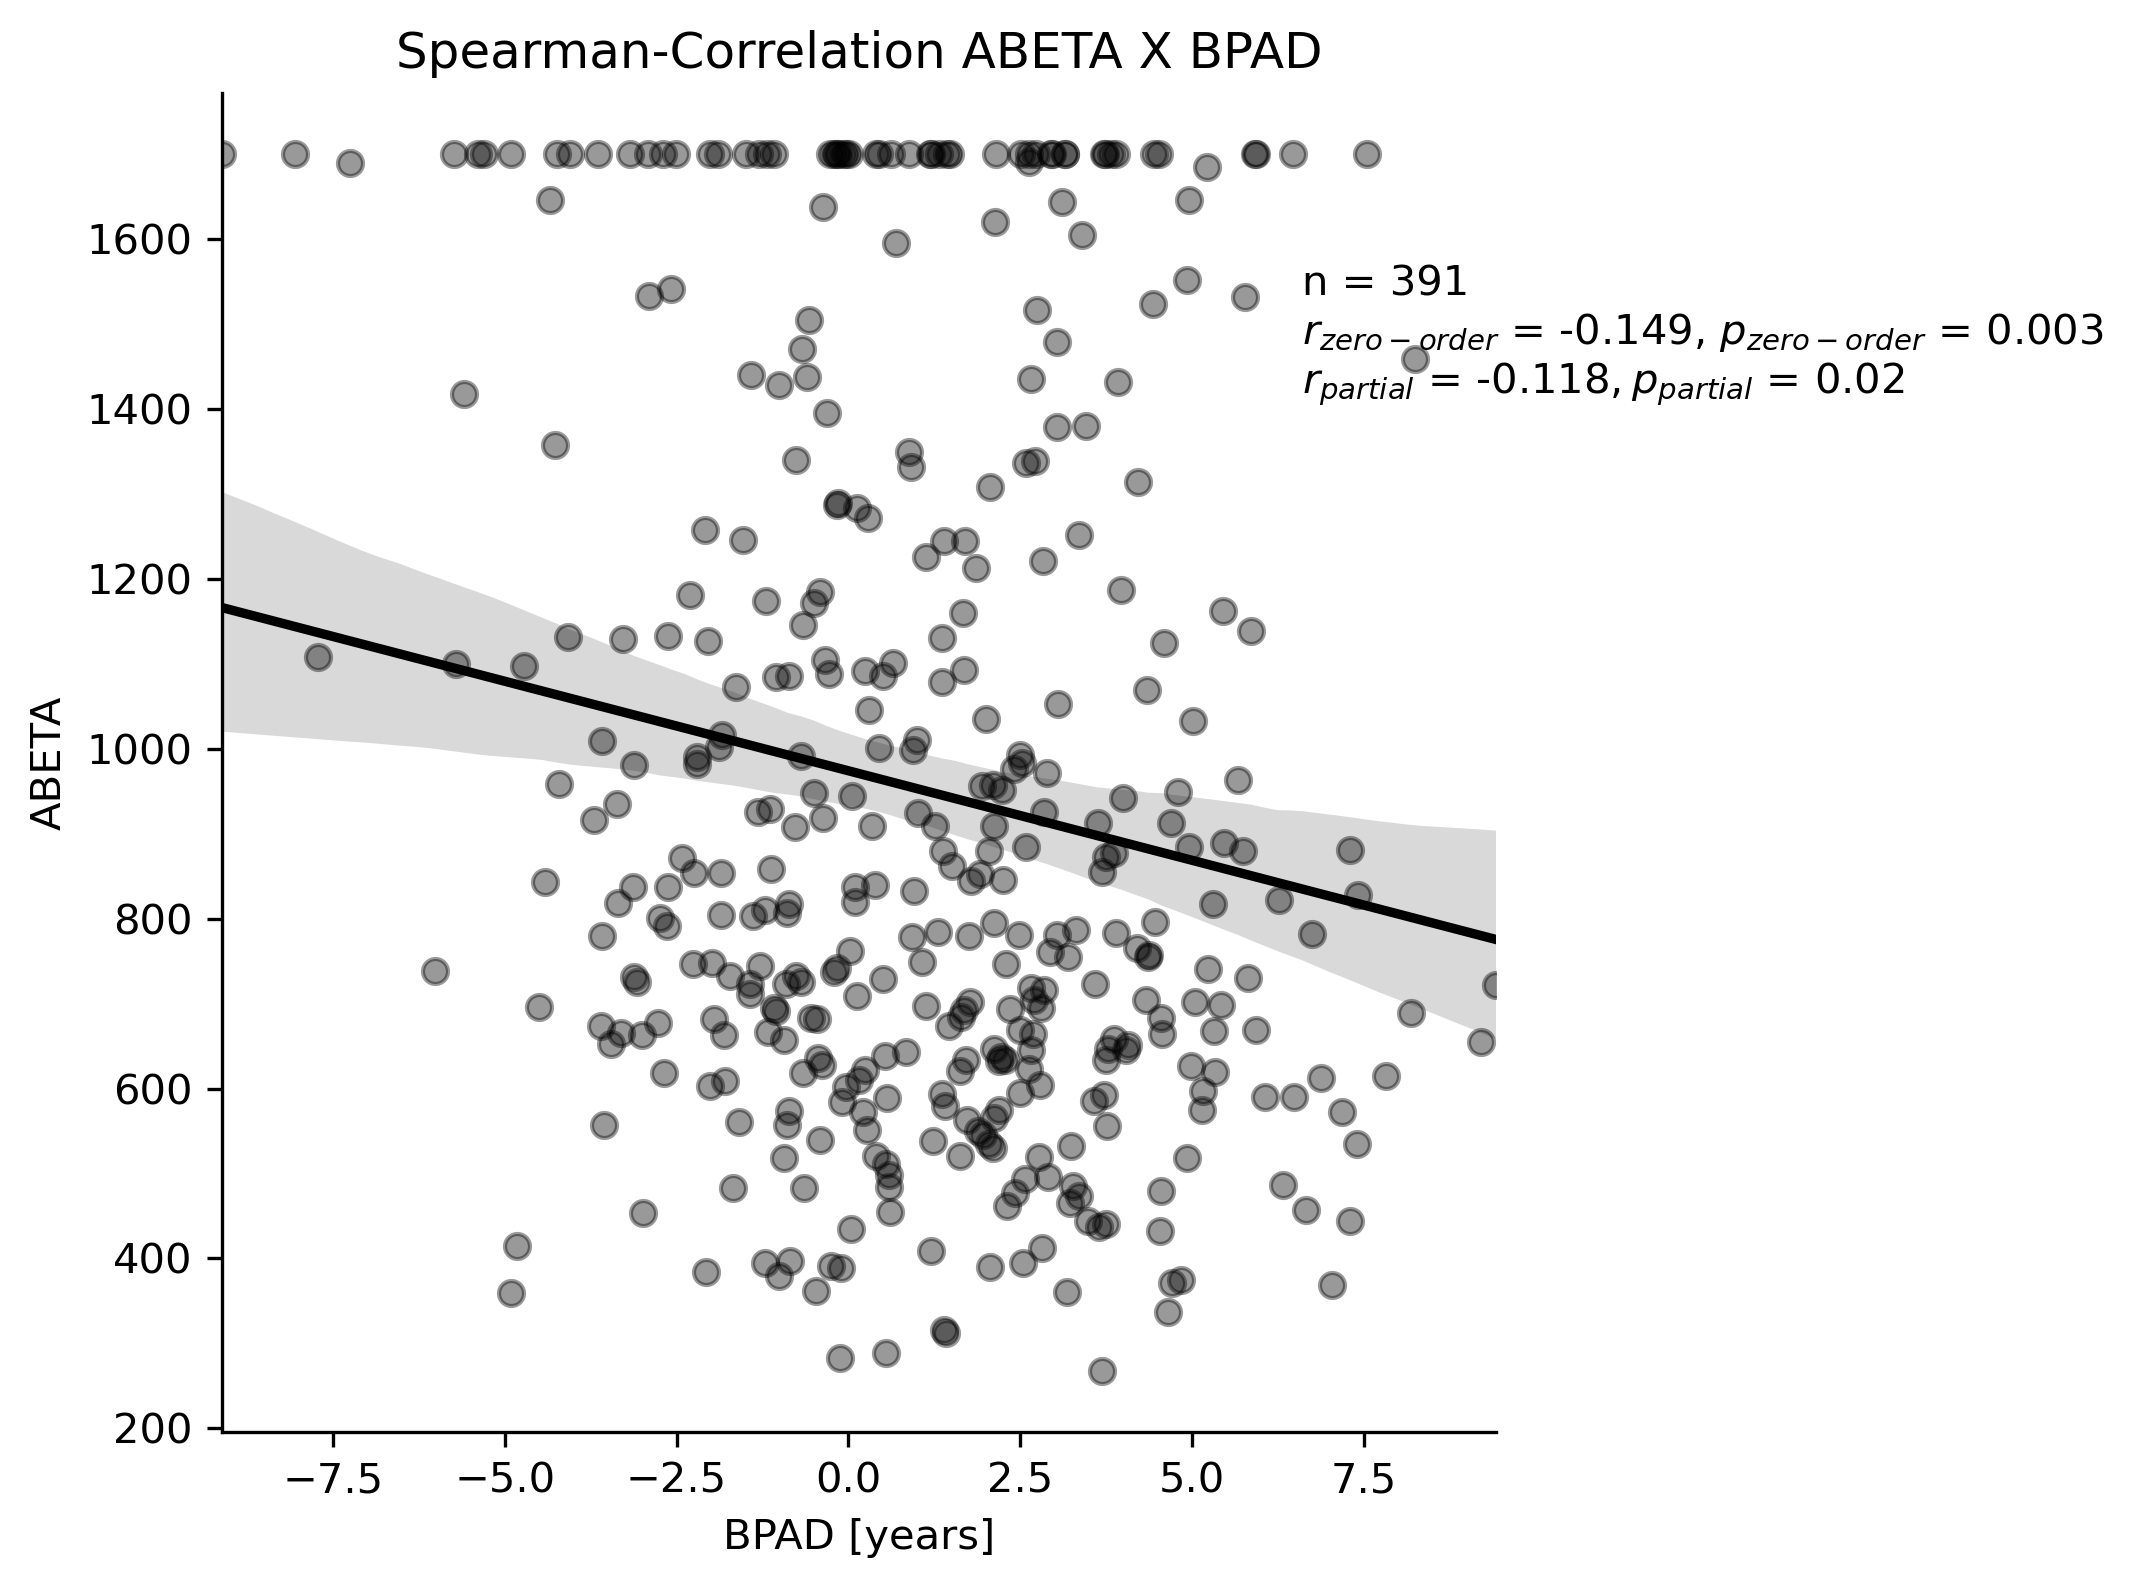 Spearman-Correlation ABETA X BPAD
n = 391
r_zero−order = -0.149, p_zero−order = 0.003
r_partial = -0.118, p_partial = 0.02
ABETA
1600
1400
1200
1000
800
600
400
200
−7.5 −5.0 −2.5 0.0 2.5 5.0 7.5
BPAD [years]